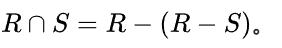 R ∩ S = R − (R − S)。